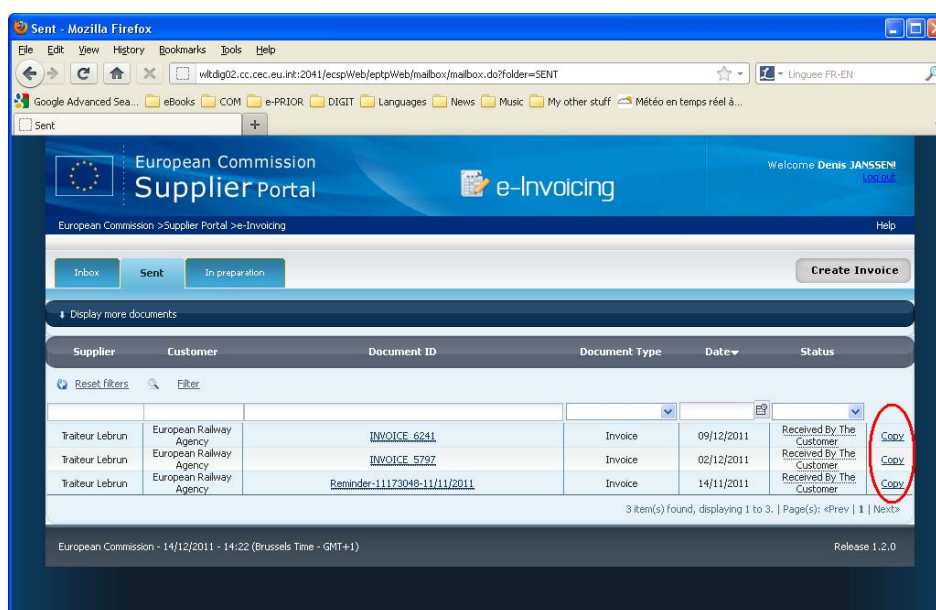 Sent - Mozilla Firefox
File Edit View History Bookmarks Tools Help
wltdig02.cc.cec.eu.int:2041/ecspWeb/eptpWeb/mailbox/mailbox.do?folder=SENT
Linguee FR-EN
Google Advanced Sea... eBooks COM e-PRIOR DIGIT Languages News Music My other stuff Météo en temps réel à...
Sent
European Commission
Supplier Portal
e-Invoicing
Welcome Denis JANSSEN!
Log out
European Commission >Supplier Portal >e-Invoicing Help
Inbox Sent In preparation Create Invoice
Display more documents
Supplier Customer Document ID Document Type Date Status
Reset filters Filter
Traiteur Lebrun European Railway Agency INVOICE_6241 Invoice 09/12/2011 Received By The Customer Copy
Traiteur Lebrun European Railway Agency INVOICE_5797 Invoice 02/12/2011 Received By The Customer Copy
Traiteur Lebrun European Railway Agency Reminder-11173048-11/11/2011 Invoice 14/11/2011 Received By The Customer Copy
3 item(s) found, displaying 1 to 3. | Page(s): «Prev | 1 | Next»
European Commission - 14/12/2011 - 14:22 (Brussels Time - GMT+1) Release 1.2.0